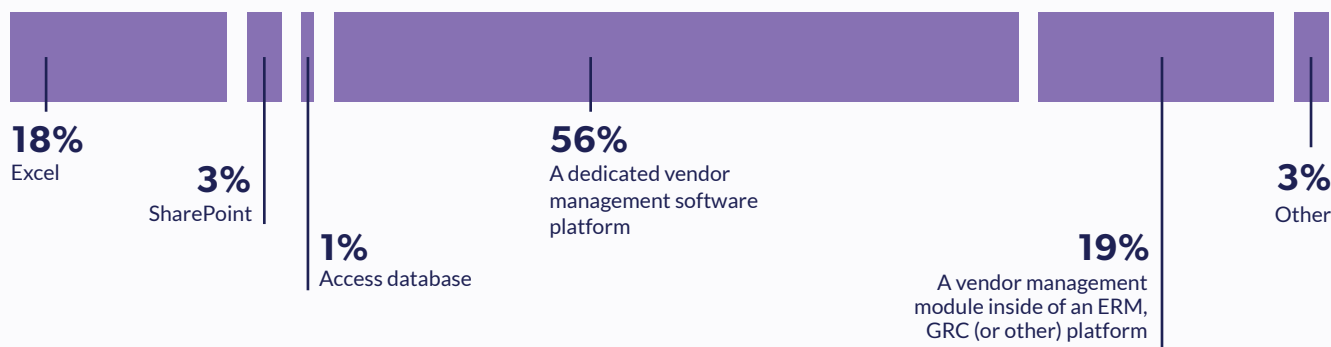 18%
Excel
3%
SharePoint
1%
Access database
56%
A dedicated vendor
management software
platform
19%
A vendor management
module inside of an ERM,
GRC (or other) platform
3%
Other